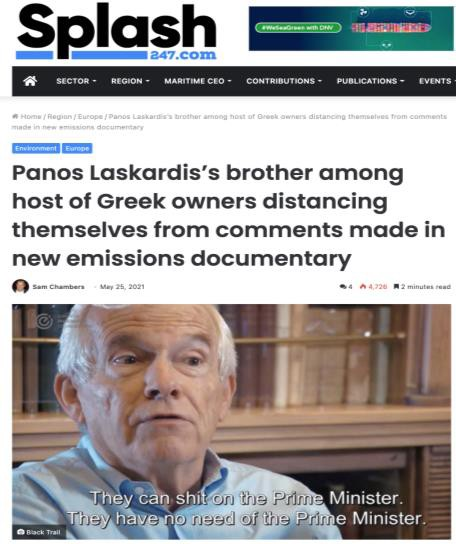 Splash
247.com
#WeSeaGreen with DNV
SECTOR REGION MARITIME CEO CONTRIBUTIONS PUBLICATIONS EVENTS
Home / Region / Europe / Panos Laskardis's brother among host of Greek owners distancing themselves from comments
made in new emissions documentary
Environment Europe
Panos Laskardis's brother among
host of Greek owners distancing
themselves from comments made in
new emissions documentary
Sam Chambers · May 25, 2021 4 4,726 2 minutes read
They can shit on the Prime Minister.
They have no need of the Prime Minister.
Black Trail